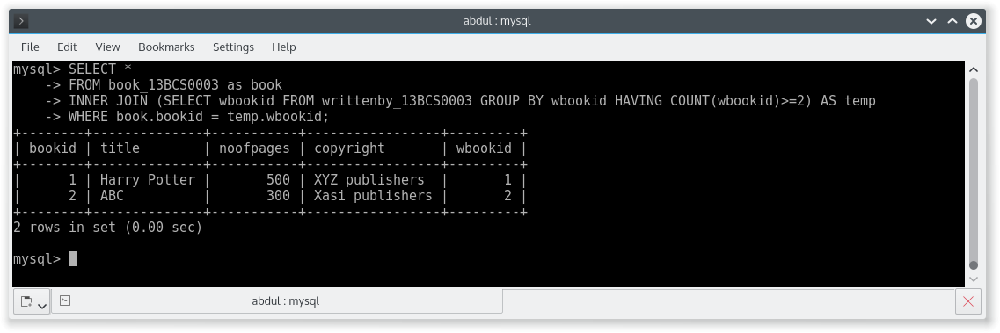 abdul : mysql
File Edit View Bookmarks Settings Help
mysql> SELECT *
    -> FROM book_13BCS0003 as book
    -> INNER JOIN (SELECT wbookid FROM writtenby_13BCS0003 GROUP BY wbookid HAVING COUNT(wbookid)>=2) AS temp
    -> WHERE book.bookid = temp.wbookid;
+--------+--------------+-----------+-----------------+---------+
| bookid | title        | noofpages | copyright       | wbookid |
+--------+--------------+-----------+-----------------+---------+
|      1 | Harry Potter |       500 | XYZ publishers  |       1 |
|      2 | ABC          |       300 | Xasi publishers |       2 |
+--------+--------------+-----------+-----------------+---------+
2 rows in set (0.00 sec)
mysql>
abdul : mysql